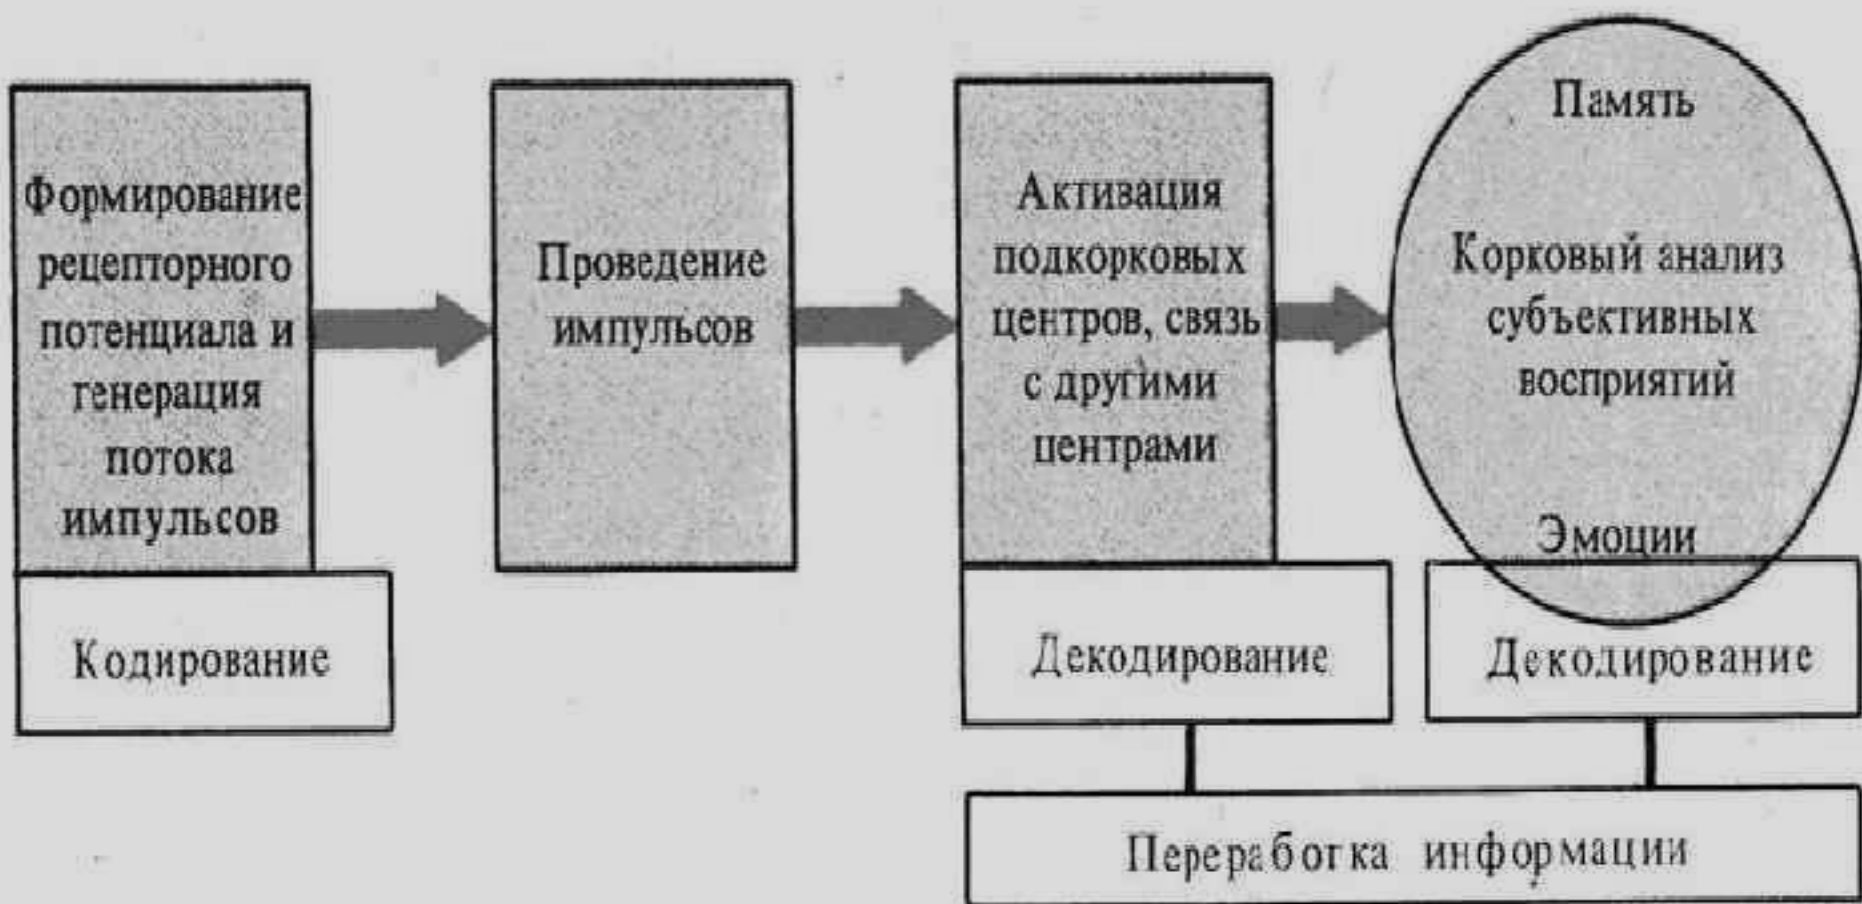 Формирование
рецепторного
потенциала и
генерация
потока
импульсов
Кодирование
Проведение
импульсов
Активация
подкорковых
центров, связь
с другими
центрами
Декодирование
Память
Корковый анализ
субъективных
восприятий
Эмоции
Декодирование
Переработка информации